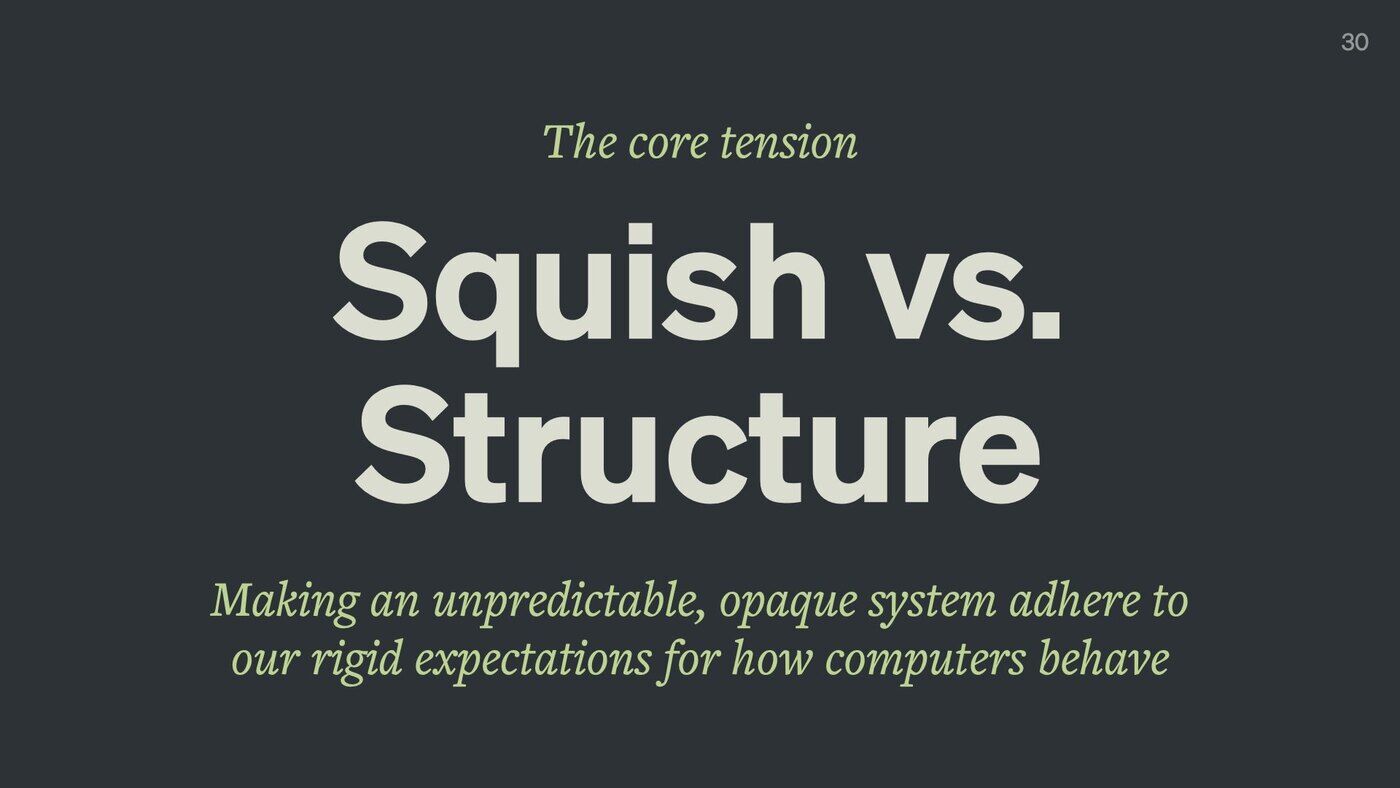 30
The core tension
Squish vs.
Structure
Making an unpredictable, opaque system adhere to
our rigid expectations for how computers behave